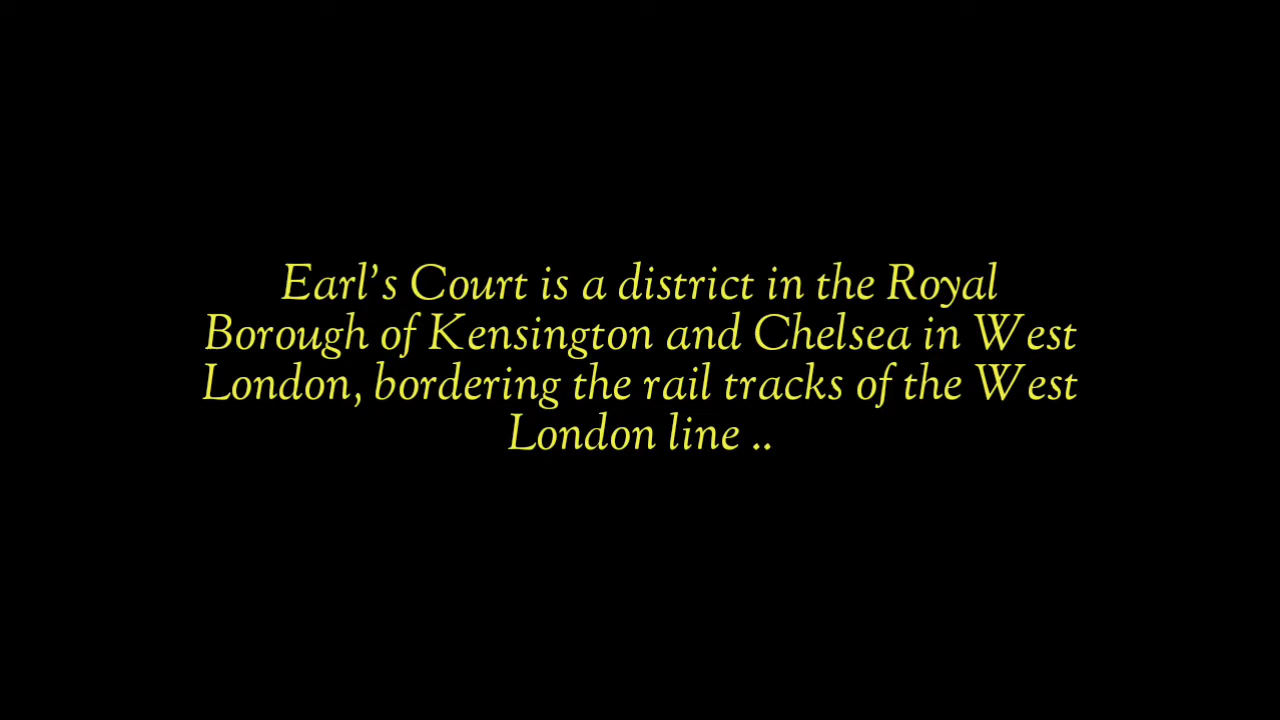 Earl's Court is a district in the Royal
Borough of Kensington and Chelsea in West
London, bordering the rail tracks of the West
London line ..